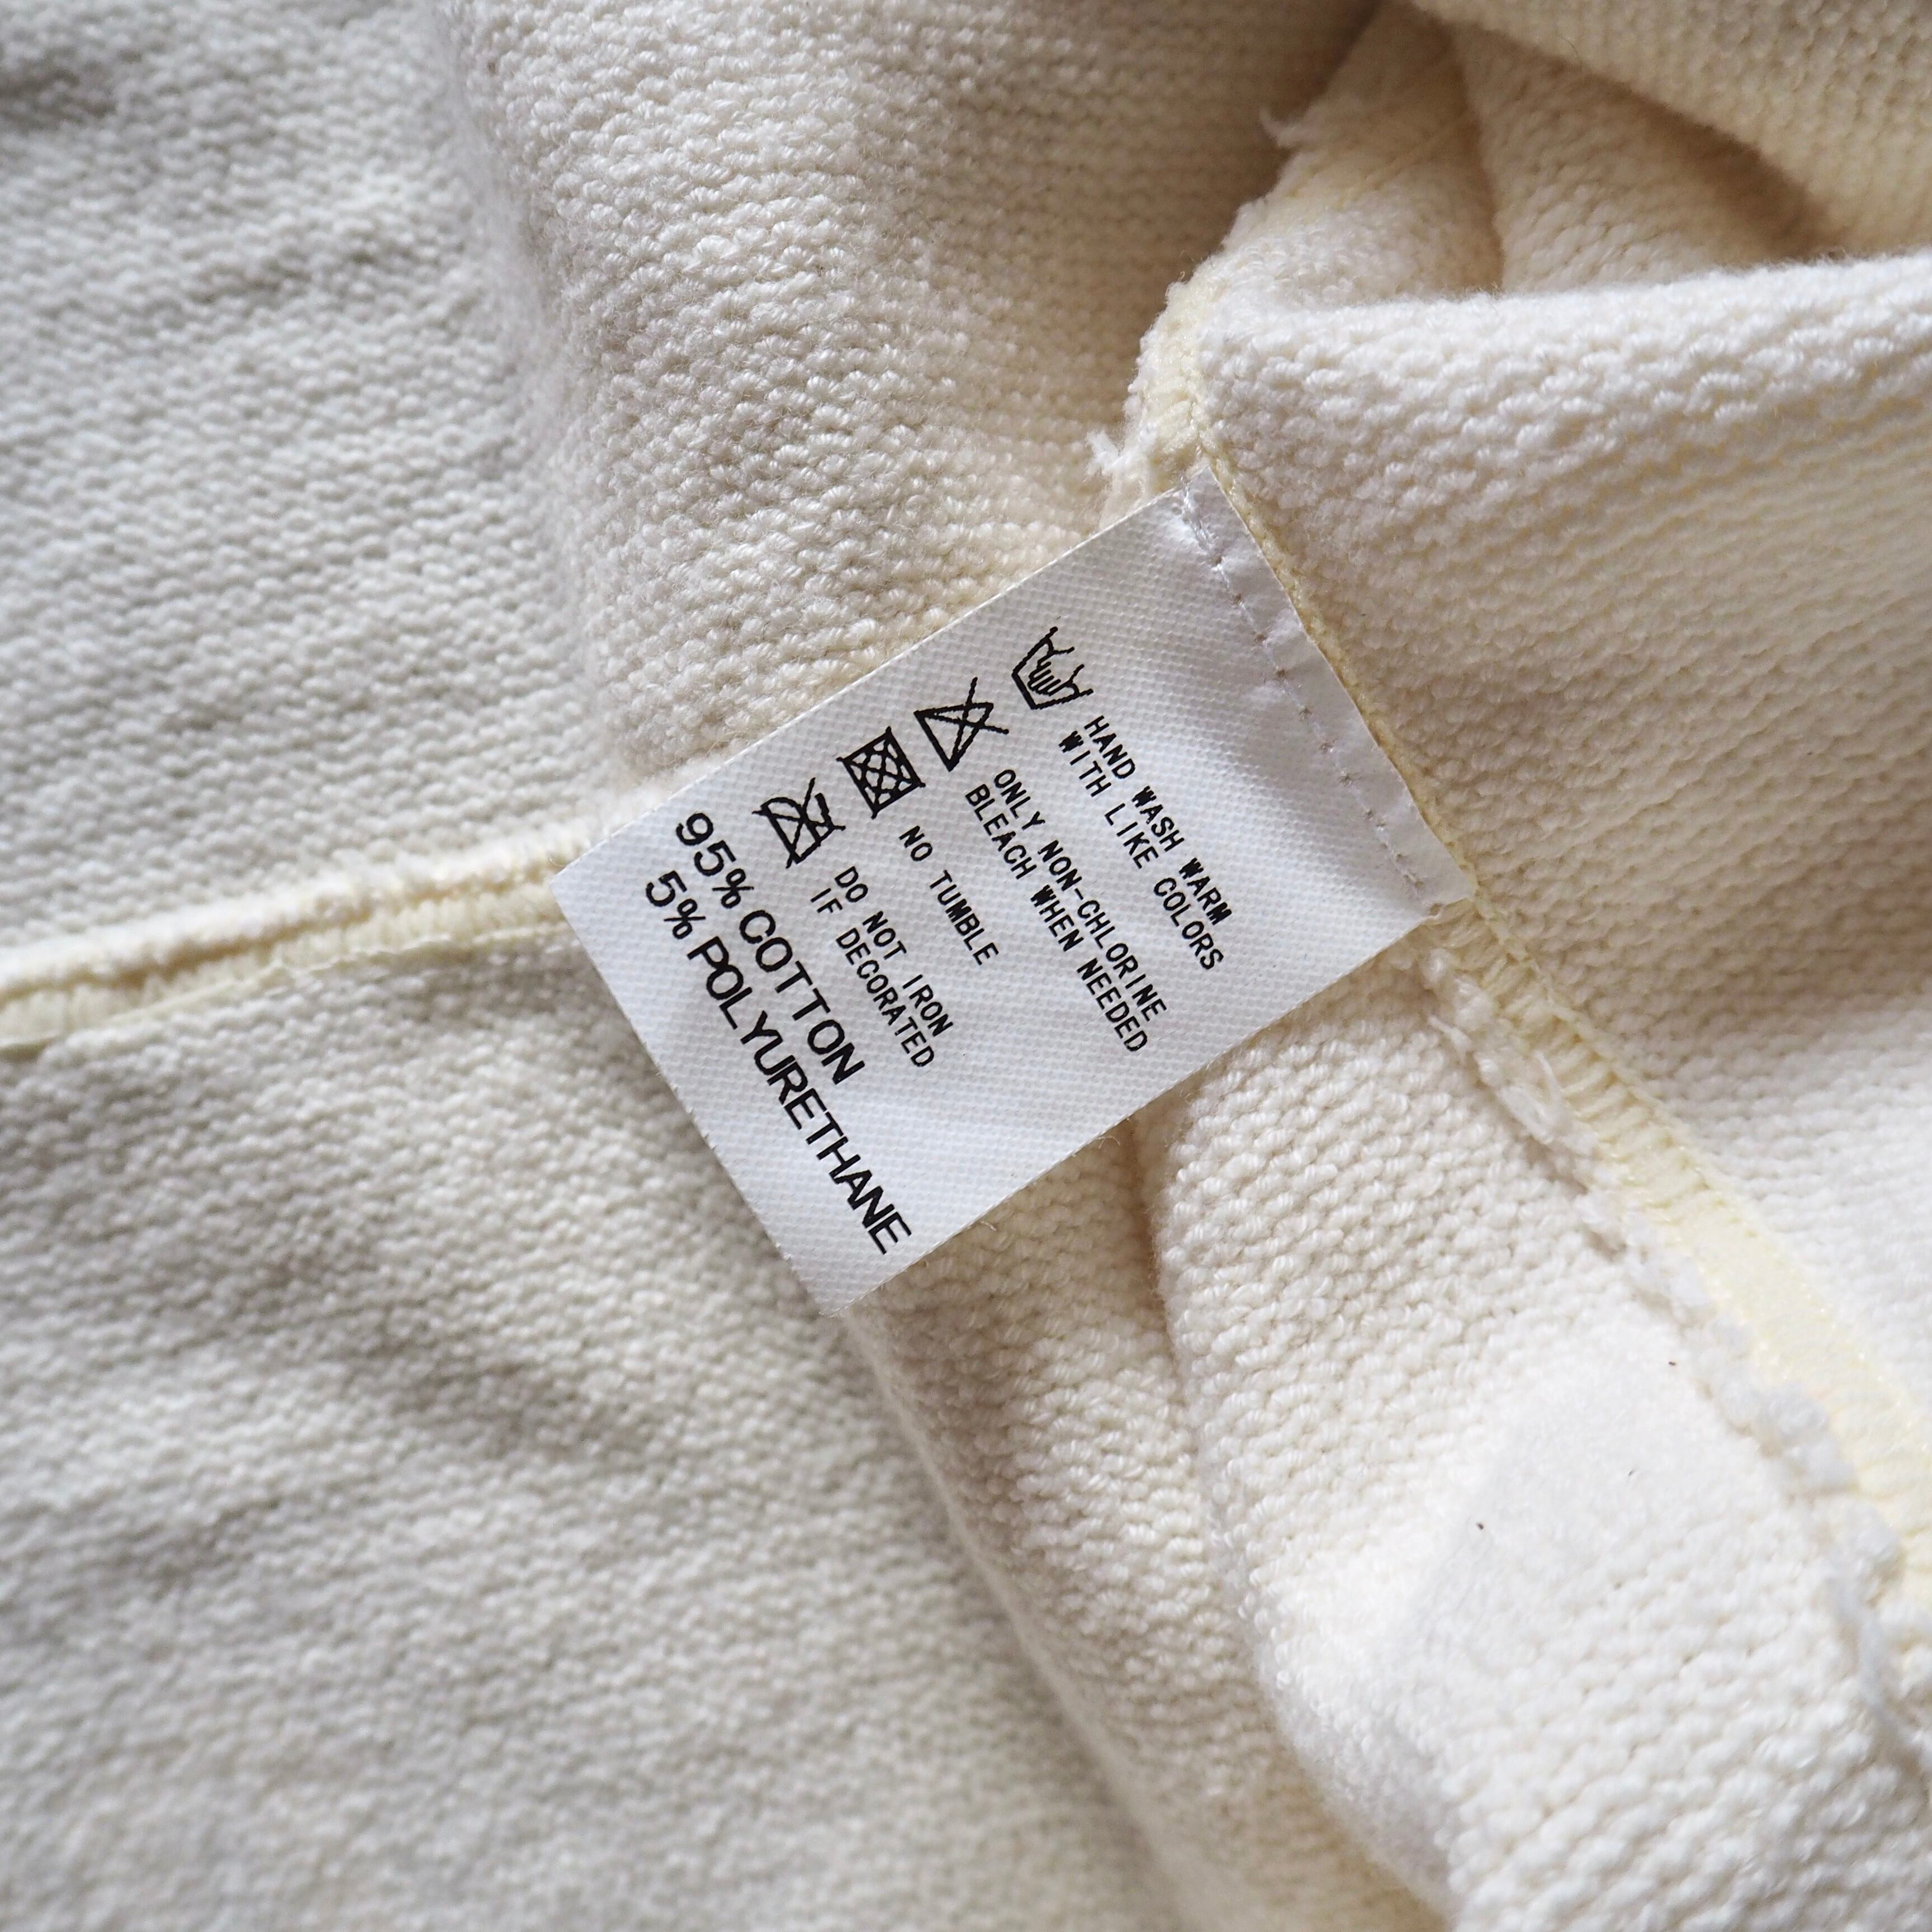 HAND WASH WARM
WITH LIKE COLORS
ONLY NON-CHLORINE
BLEACH WHEN NEEDED
NO TUMBLE
DO NOT IRON
IF DECORATED
95% COTTON
5% POLYURETHANE